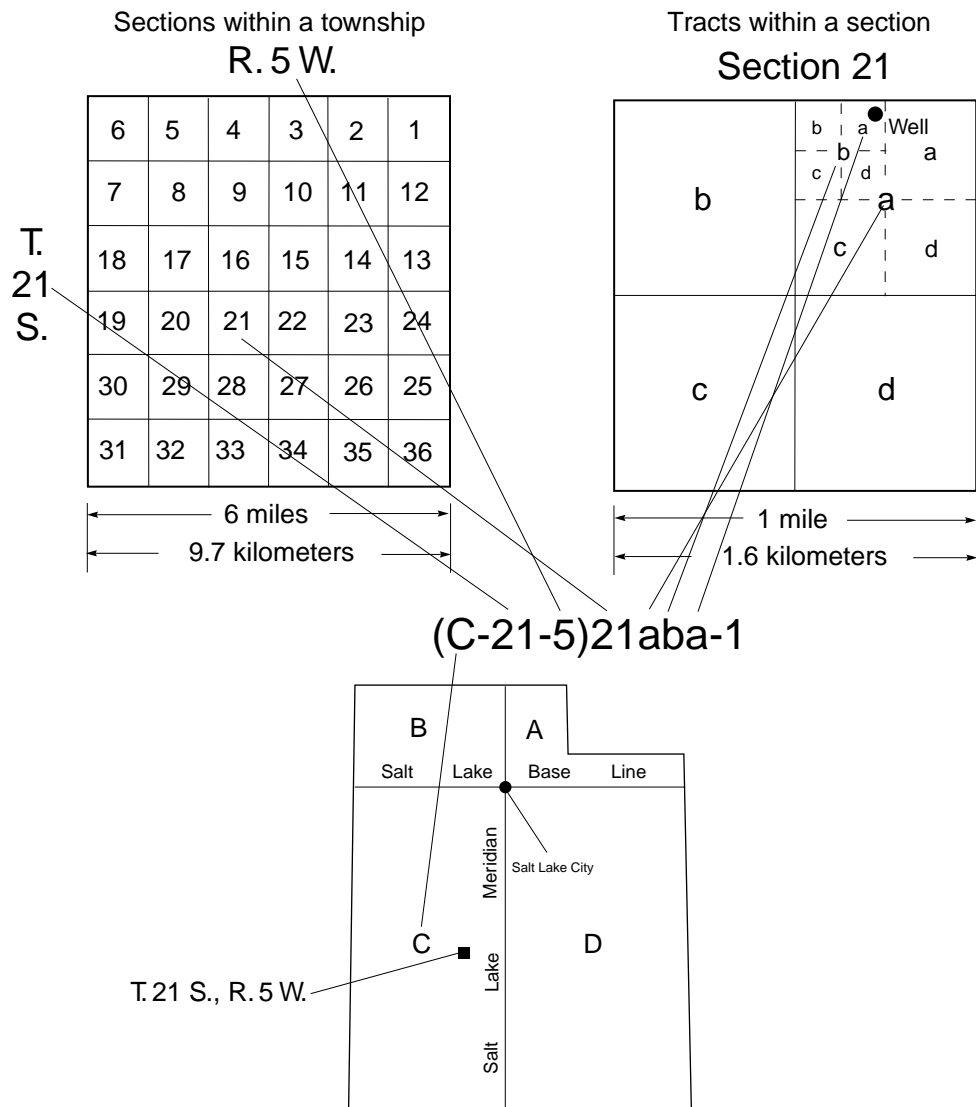 Sections within a township
R. 5 W.
T.
21
S.
6 5 4 3 2 1
7 8 9 10 11 12
18 17 16 15 14 13
19 20 21 22 23 24
30 29 28 27 26 25
31 32 33 34 35 36
6 miles
9.7 kilometers
Tracts within a section
Section 21
b a Well
b a
c d
b a
c d
c d
1 mile
1.6 kilometers
(C-21-5)21aba-1
B A
Salt Lake Base Line
Salt Lake City
Salt Lake Meridian
C D
T. 21 S., R. 5 W.